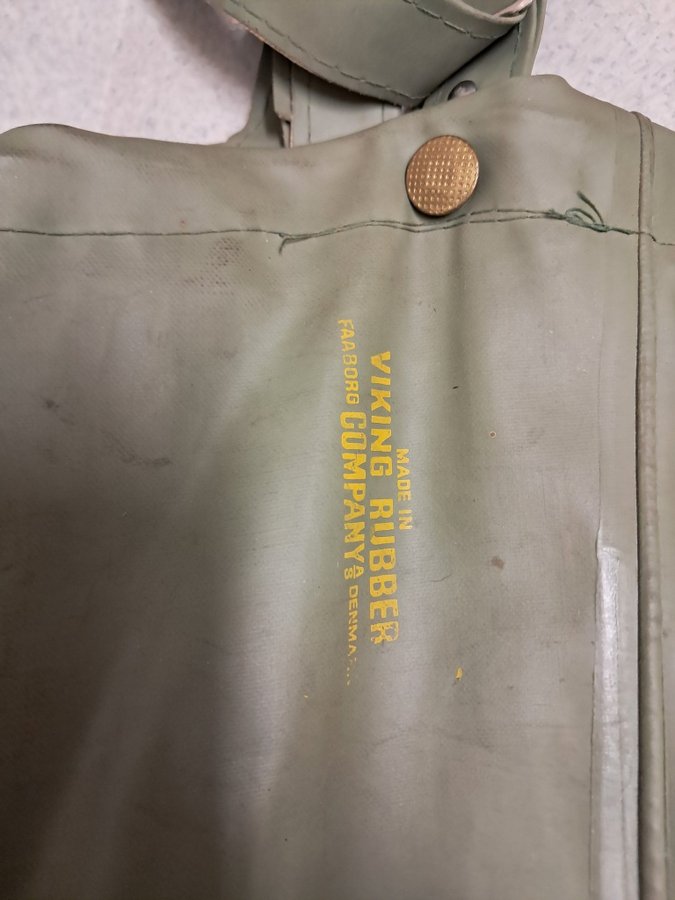 MADE IN
VIKING RUBBER
FAABORG COMPANY A/S